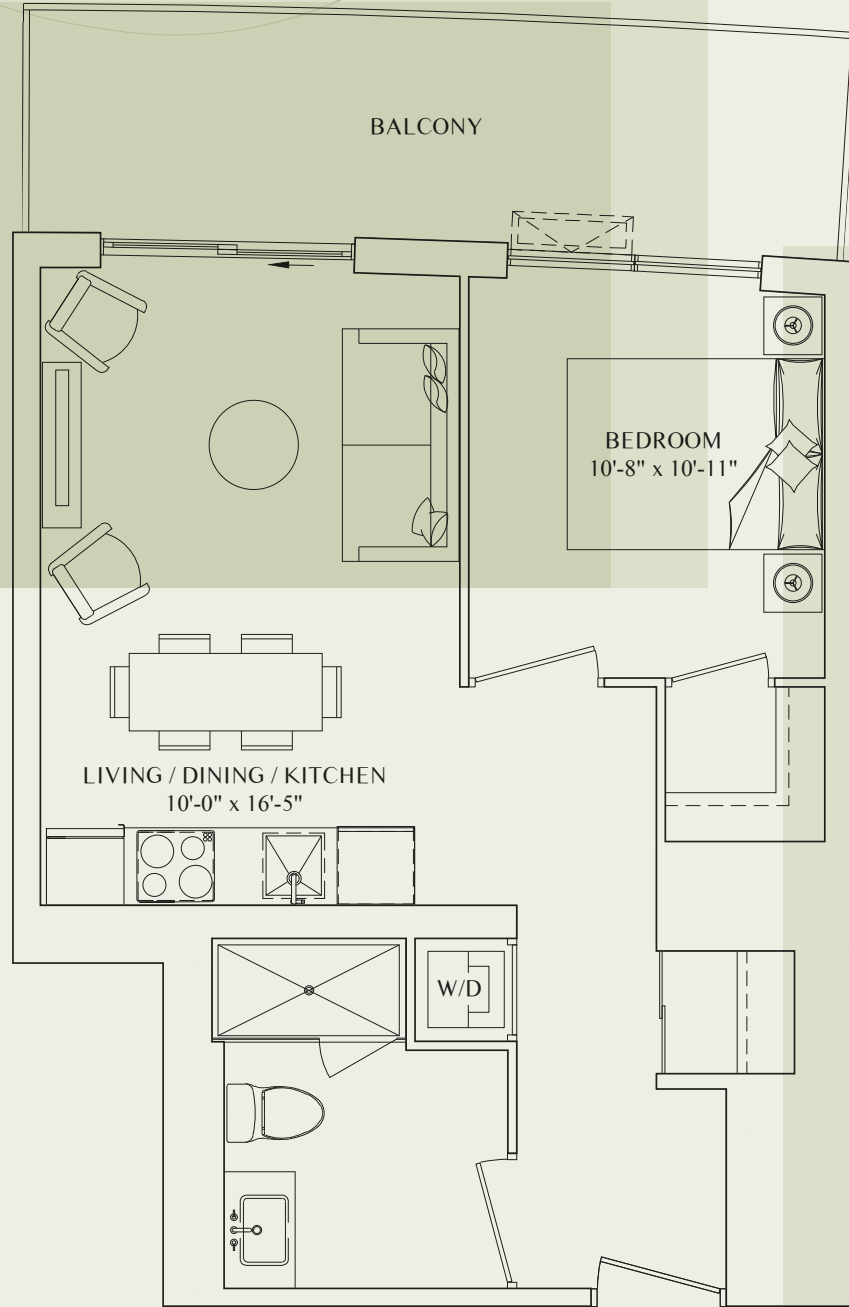 BALCONY
BEDROOM
10'-8" x 10'-11"
LIVING / DINING / KITCHEN
10'-0" x 16'-5"
W/D